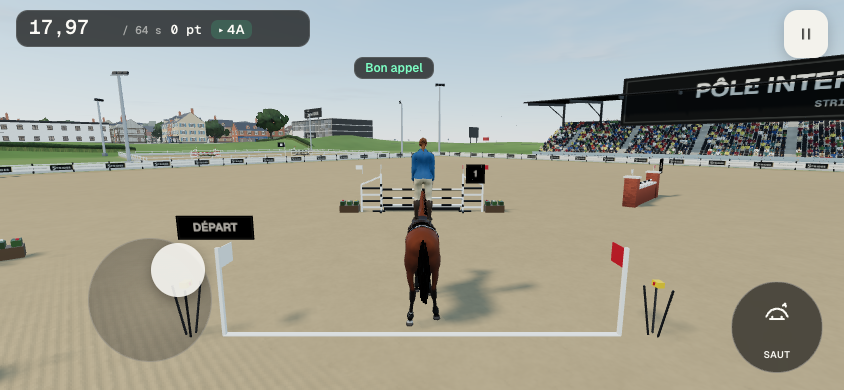 17,97 / 64 s 0 pt ▸ 4A
Bon appel
PÔLE INTER
STRI
1
DÉPART
SAUT